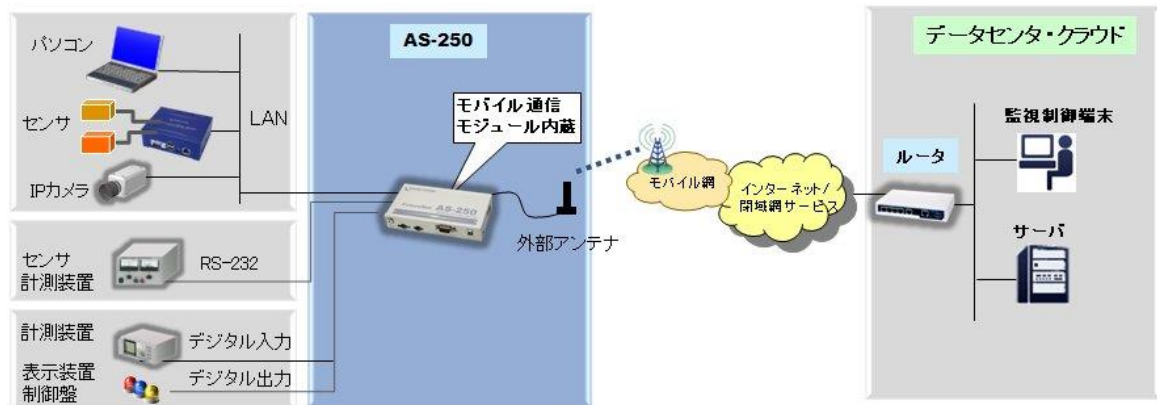 パソコン
センサ
IPカメラ
LAN
センサ
計測装置
RS-232
計測装置
デジタル入力
表示装置
制御盤
デジタル出力
AS-250
モバイル通信
モジュール内蔵
AS-250
外部アンテナ
モバイル網
インターネット/
閉域網サービス
データセンタ・クラウド
ルータ
監視制御端末
サーバ